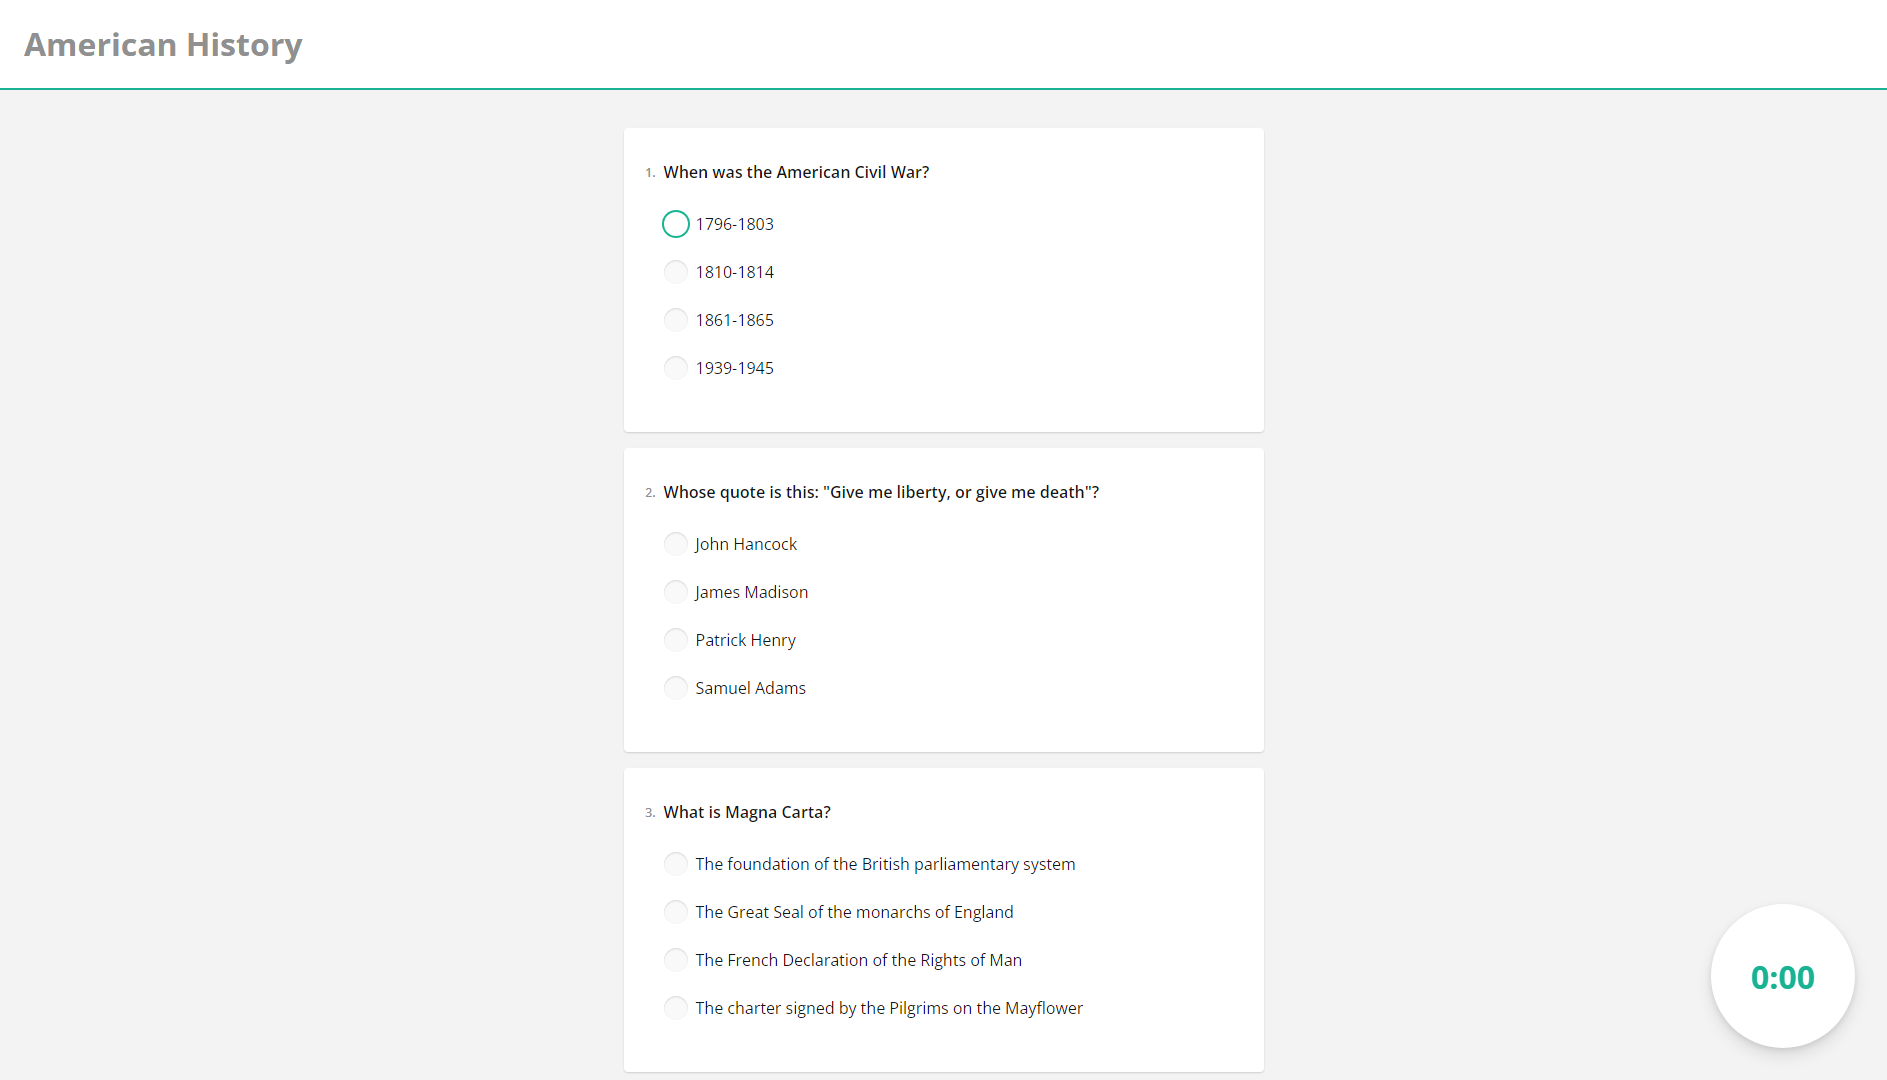 American History
1. When was the American Civil War?
1796-1803
1810-1814
1861-1865
1939-1945
2. Whose quote is this: "Give me liberty, or give me death"?
John Hancock
James Madison
Patrick Henry
Samuel Adams
3. What is Magna Carta?
The foundation of the British parliamentary system
The Great Seal of the monarchs of England
The French Declaration of the Rights of Man
The charter signed by the Pilgrims on the Mayflower
0:00